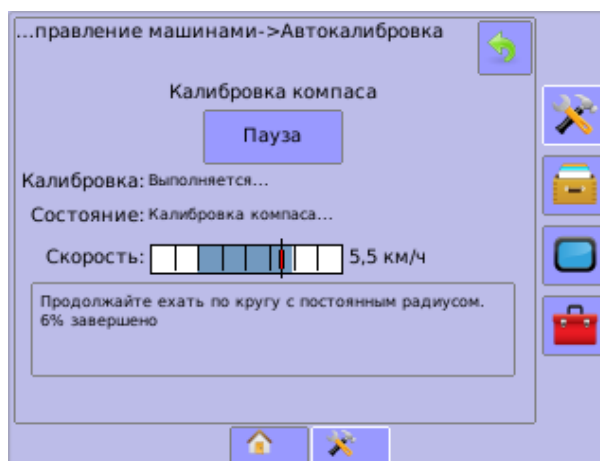 ...правление машинами->Автокалибровка
Калибровка компаса
Пауза
Калибровка: Выполняется...
Состояние: Калибровка компаса...
Скорость: 5,5 км/ч
Продолжайте ехать по кругу с постоянным радиусом.
6% завершено